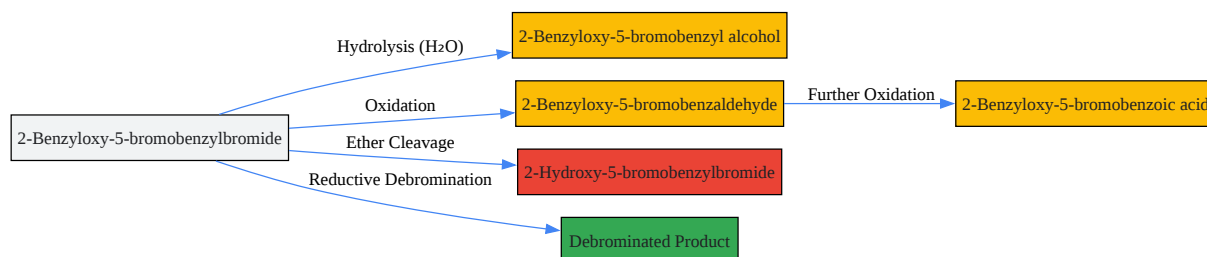 2-Benzyloxy-5-bromobenzyl alcohol
Hydrolysis (H₂O)
Oxidation
2-Benzyloxy-5-bromobenzaldehyde
Further Oxidation
2-Benzyloxy-5-bromobenzoic acid
2-Benzyloxy-5-bromobenzylbromide
Ether Cleavage
2-Hydroxy-5-bromobenzylbromide
Reductive Debromination
Debrominated Product